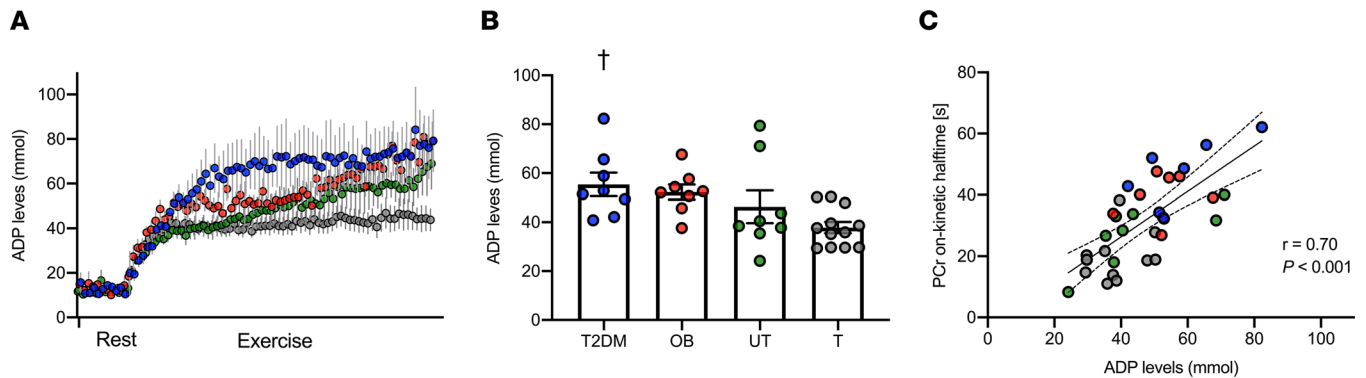 A
ADP levels (mmol)
100
80
60
40
20
0
Rest
Exercise
B
†
ADP levels (mmol)
100
80
60
40
20
0
T2DM
OB
UT
T
C
PCr on-kinetic halftime [s]
80
60
40
20
0
r = 0.70
P < 0.001
0
20
40
60
80
100
ADP levels (mmol)